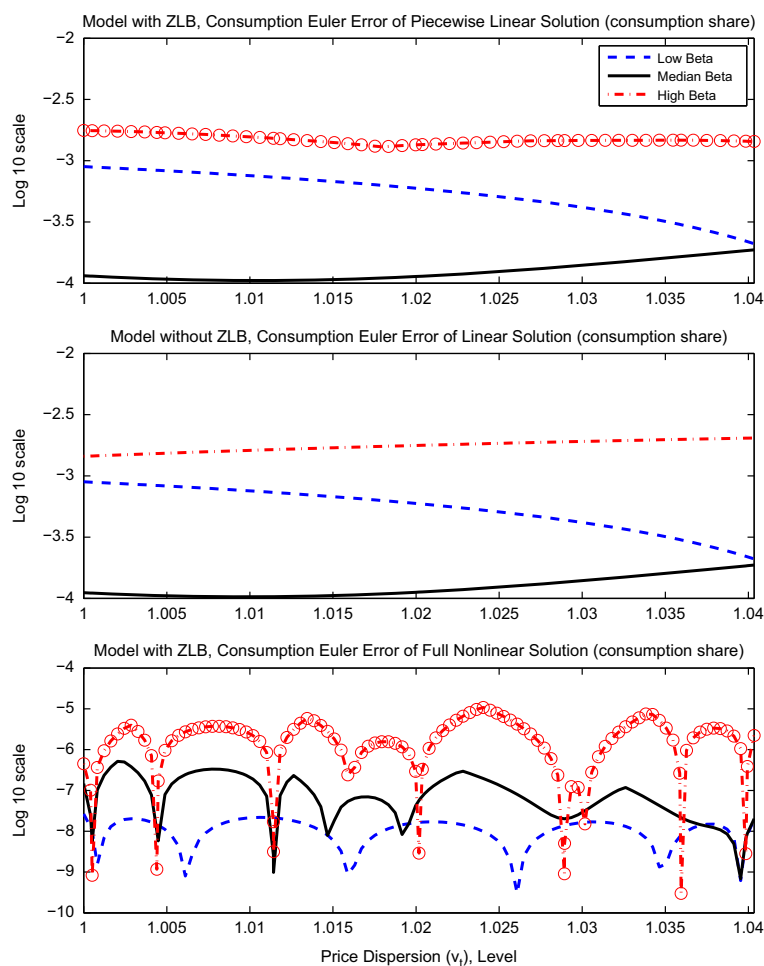 Model with ZLB, Consumption Euler Error of Piecewise Linear Solution (consumption share)
−2
−2.5
−3
−3.5
−4
Log 10 scale
Low Beta
Median Beta
High Beta
1 1.005 1.01 1.015 1.02 1.025 1.03 1.035 1.04
Model without ZLB, Consumption Euler Error of Linear Solution (consumption share)
−2
−2.5
−3
−3.5
−4
Log 10 scale
1 1.005 1.01 1.015 1.02 1.025 1.03 1.035 1.04
Model with ZLB, Consumption Euler Error of Full Nonlinear Solution (consumption share)
−4
−5
−6
−7
−8
−9
−10
Log 10 scale
1 1.005 1.01 1.015 1.02 1.025 1.03 1.035 1.04
Price Dispersion (vt), Level